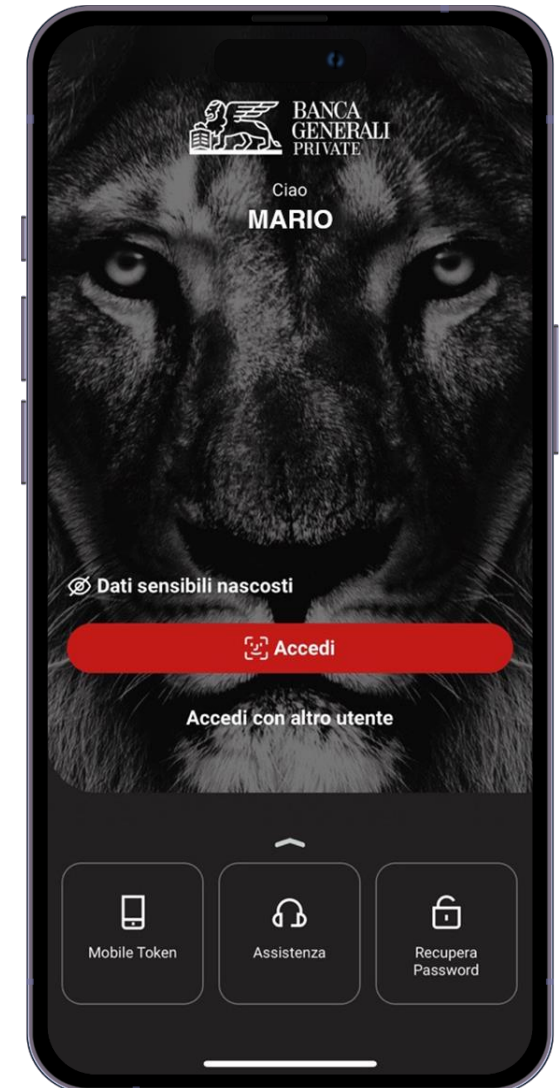 BANCA
GENERALI
PRIVATE
Ciao
MARIO
Dati sensibili nascosti
Accedi
Accedi con altro utente
Mobile Token
Assistenza
Recupera
Password